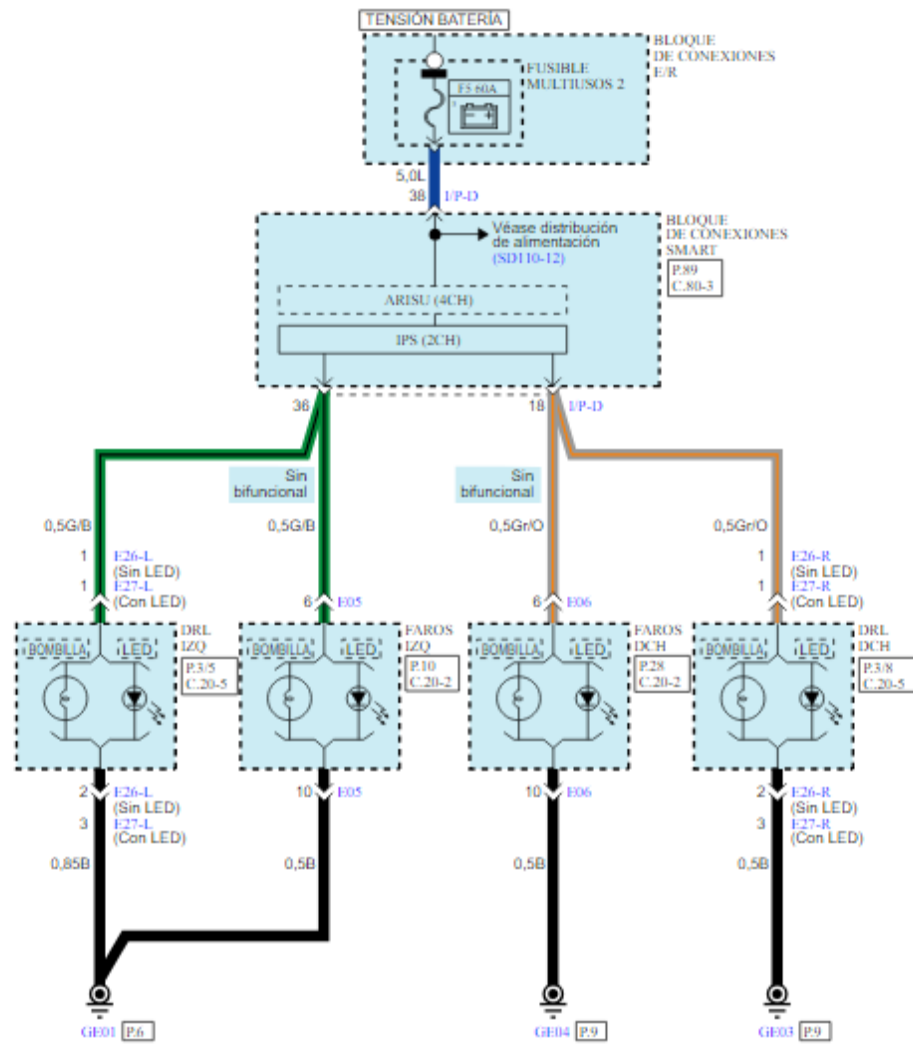 TENSIÓN BATERÍA
BLOQUE
DE CONEXIONES
E/R
FUSIBLE
MULTIUSOS 2
F5 60A
5,0L
38 I/P-D
Véase distribución
de alimentación
(SD110-12)
BLOQUE
DE CONEXIONES
SMART
P.89
C.80-3
ARISU (4CH)
IPS (2CH)
36
18 I/P-D
Sin
bifuncional
Sin
bifuncional
0,5G/B
0,5G/B
0,5Gr/O
0,5Gr/O
1 E26-L
(Sin LED)
1 E27-L
(Con LED)
6 E05
6 E06
1 E26-R
(Sin LED)
1 E27-R
(Con LED)
BOMBILLA LED
DRL
IZQ
P.3/5
C.20-5
BOMBILLA LED
FAROS
IZQ
P.10
C.20-2
BOMBILLA LED
FAROS
DCH
P.28
C.20-2
BOMBILLA LED
DRL
DCH
P.3/8
C.20-5
2 E26-L
(Sin LED)
3 E27-L
(Con LED)
10 E05
10 E06
2 E26-R
(Sin LED)
3 E27-R
(Con LED)
0,85B
0,5B
0,5B
0,5B
GE01 P.6
GE04 P.9
GE03 P.9